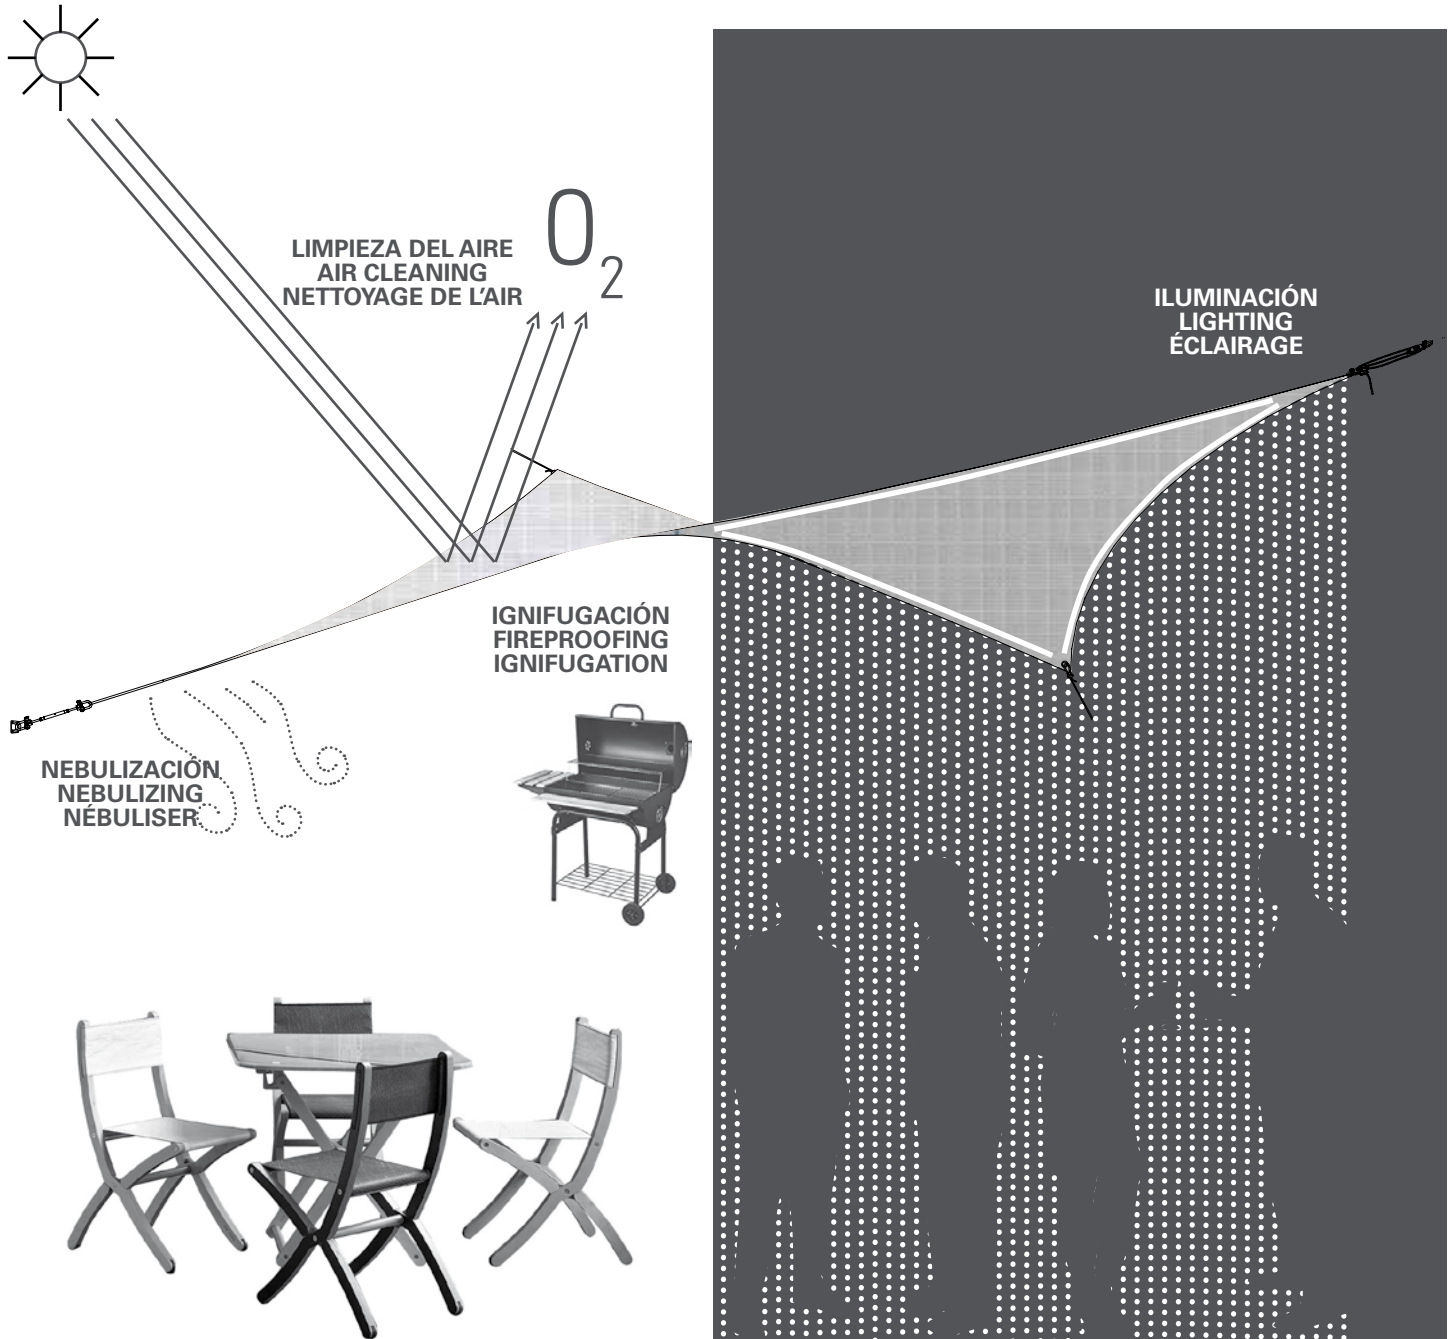 LIMPIEZA DEL AIRE
AIR CLEANING
NETTOYAGE DE L'AIR
O2
ILUMINACIÓN
LIGHTING
ÉCLAIRAGE
IGNIFUGACIÓN
FIREPROOFING
IGNIFUGATION
NEBULIZACIÓN
NEBULIZING
NÉBULISER